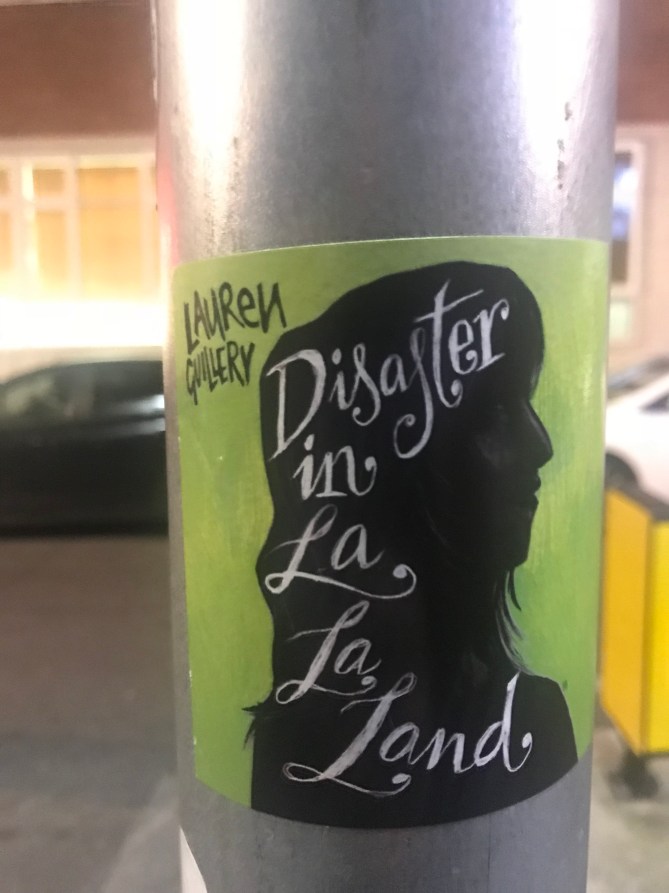 LAUREN
GUILLERY
Disaster
in
La
La
Land